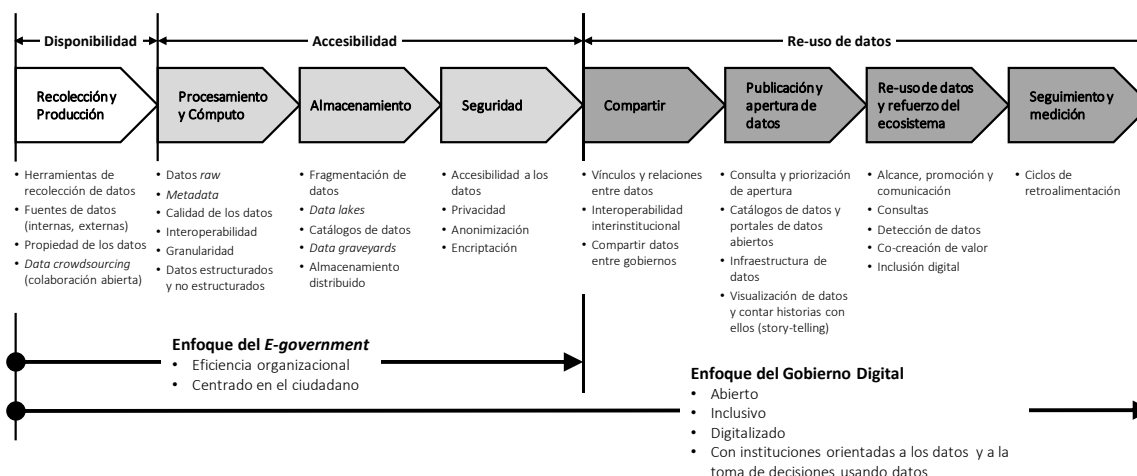 Disponibilidad
Accesibilidad
Re-uso de datos
Recolección y
Producción
Procesamiento
y Cómputo
Almacenamiento
Seguridad
Compartir
Publicación y
apertura de
datos
Re-uso de datos
y refuerzo del
ecosistema
Seguimiento y
medición
• Herramientas de
recolección de datos
• Fuentes de datos
(internas, externas)
• Propiedad de los datos
• Data crowdsourcing
(colaboración abierta)
• Datos raw
• Metadata
• Calidad de los datos
• Interoperabilidad
• Granularidad
• Datos estructurados
y no estructurados
• Fragmentación de
datos
• Data lakes
• Catálogos de datos
• Data graveyards
• Almacenamiento
distribuido
• Accesibilidad a los
datos
• Privacidad
• Anonimización
• Encriptación
• Vínculos y relaciones
entre datos
• Interoperabilidad
interinstitucional
• Compartir datos
entre gobiernos
• Consulta y priorización
de apertura
• Catálogos de datos y
portales de datos
abiertos
• Infraestructura de
datos
• Visualización de datos
y contar historias con
ellos (story-telling)
• Alcance, promoción y
comunicación
• Consultas
• Detección de datos
• Co-creación de valor
• Inclusión digital
• Ciclos de
retroalimentación
Enfoque del E-government
• Eficiencia organizacional
• Centrado en el ciudadano
Enfoque del Gobierno Digital
• Abierto
• Inclusivo
• Digitalizado
• Con instituciones orientadas a los datos y a la
toma de decisiones usando datos